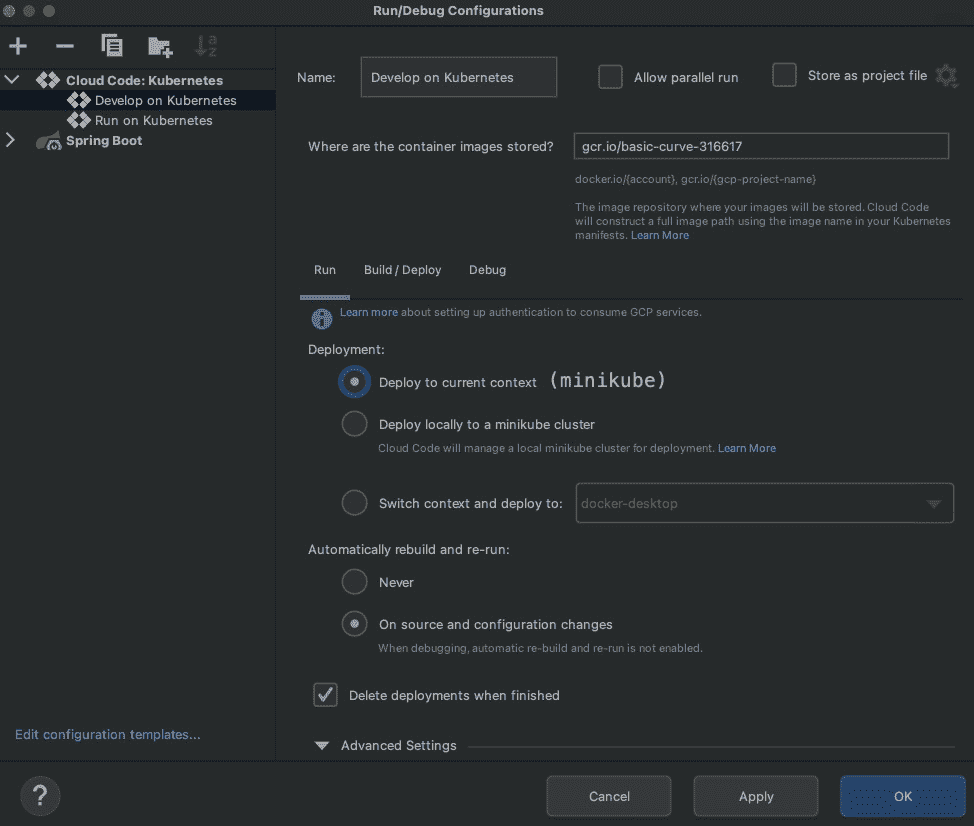 Run/Debug Configurations
Cloud Code: Kubernetes
Develop on Kubernetes
Run on Kubernetes
Spring Boot
Edit configuration templates...
Name:
Develop on Kubernetes
Allow parallel run
Store as project file
Where are the container images stored?
gcr.io/basic-curve-316617
docker.io/{account}, gcr.io/{gcp-project-name}
The image repository where your images will be stored. Cloud Code
will construct a full image path using the image name in your Kubernetes
manifests. Learn More
Run
Build / Deploy
Debug
Learn more about setting up authentication to consume GCP services.
Deployment:
Deploy to current context (minikube)
Deploy locally to a minikube cluster
Cloud Code will manage a local minikube cluster for deployment. Learn More
Switch context and deploy to:
docker-desktop
Automatically rebuild and re-run:
Never
On source and configuration changes
When debugging, automatic re-build and re-run is not enabled.
Delete deployments when finished
Advanced Settings
?
Cancel
Apply
OK